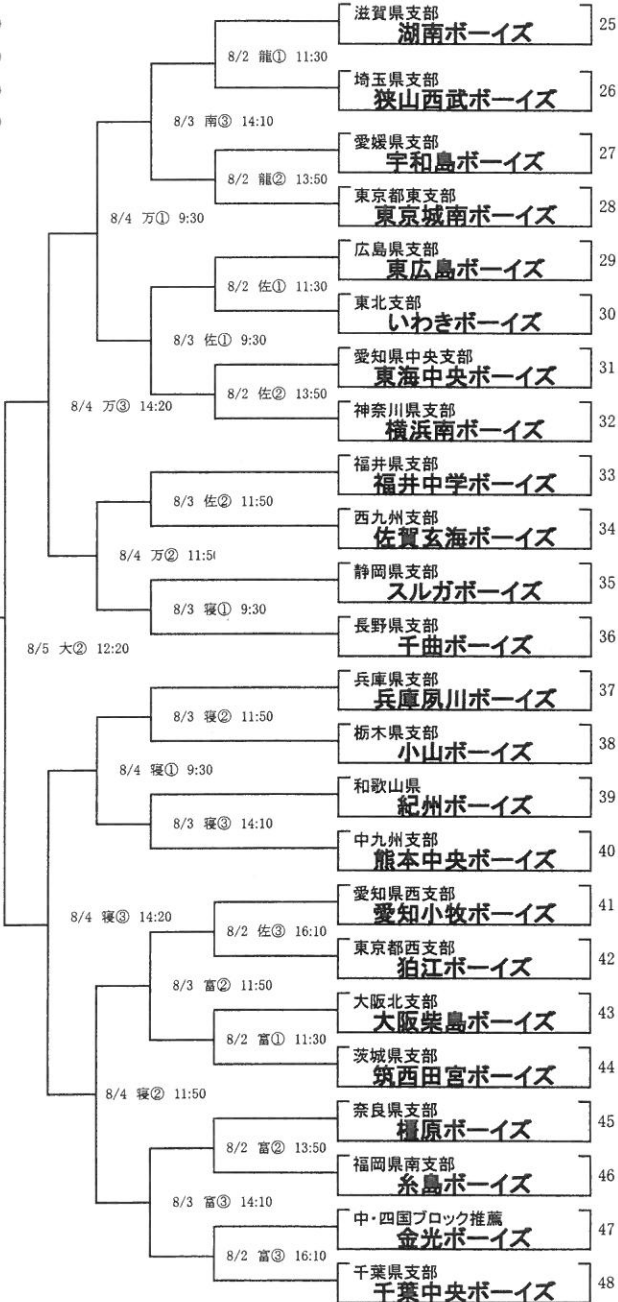 滋賀県支部
湖南ボーイズ 25
8/2 龍① 11:30
埼玉県支部
狭山西武ボーイズ 26
8/3 南③ 14:10
愛媛県支部
宇和島ボーイズ 27
8/2 龍② 13:50
東京都東支部
東京城南ボーイズ 28
8/4 万① 9:30
広島県支部
東広島ボーイズ 29
8/2 佐① 11:30
東北支部
いわきボーイズ 30
8/3 佐① 9:30
愛知県中央支部
東海中央ボーイズ 31
8/2 佐② 13:50
8/4 万③ 14:20
神奈川県支部
横浜南ボーイズ 32
福井県支部
福井中学ボーイズ 33
8/3 佐② 11:50
西九州支部
佐賀玄海ボーイズ 34
8/4 万② 11:50
静岡県支部
スルガボーイズ 35
8/3 寝① 9:30
長野県支部
千曲ボーイズ 36
8/5 大② 12:20
兵庫県支部
兵庫夙川ボーイズ 37
8/3 寝② 11:50
栃木県支部
小山ボーイズ 38
8/4 寝① 9:30
和歌山県
紀州ボーイズ 39
8/3 寝③ 14:10
中九州支部
熊本中央ボーイズ 40
愛知県西支部
愛知小牧ボーイズ 41
8/4 寝③ 14:20
8/2 佐③ 16:10
東京都西支部
狛江ボーイズ 42
8/3 富② 11:50
大阪北支部
大阪柴島ボーイズ 43
8/2 富① 11:30
茨城県支部
筑西田宮ボーイズ 44
8/4 寝② 11:50
奈良県支部
橿原ボーイズ 45
8/2 富② 13:50
福岡県南支部
糸島ボーイズ 46
8/3 富③ 14:10
中・四国ブロック推薦
金光ボーイズ 47
8/2 富③ 16:10
千葉県支部
千葉中央ボーイズ 48